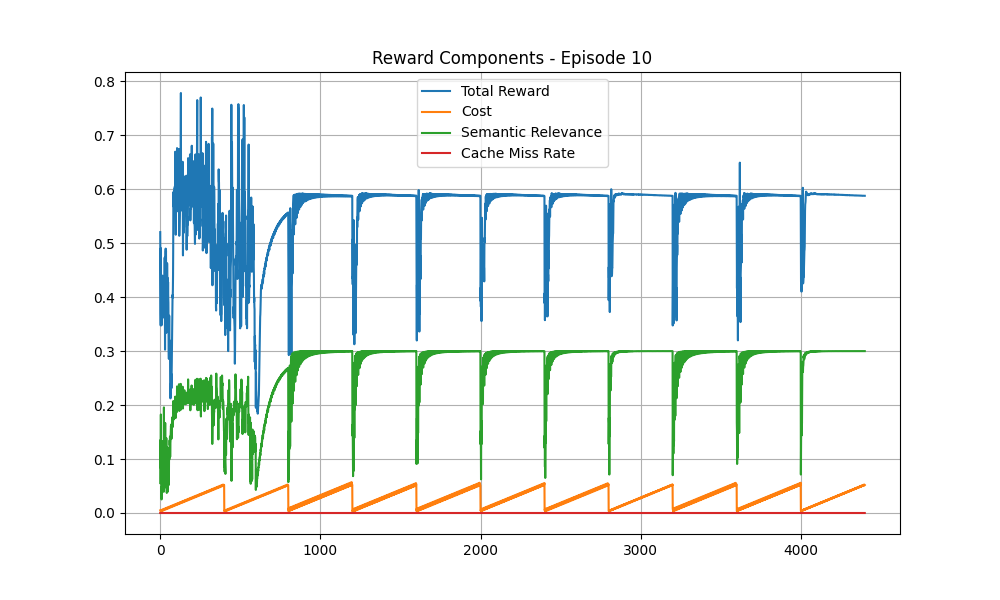 Reward Components - Episode 10
Total Reward
Cost
Semantic Relevance
Cache Miss Rate
0.8
0.7
0.6
0.5
0.4
0.3
0.2
0.1
0.0
0 1000 2000 3000 4000